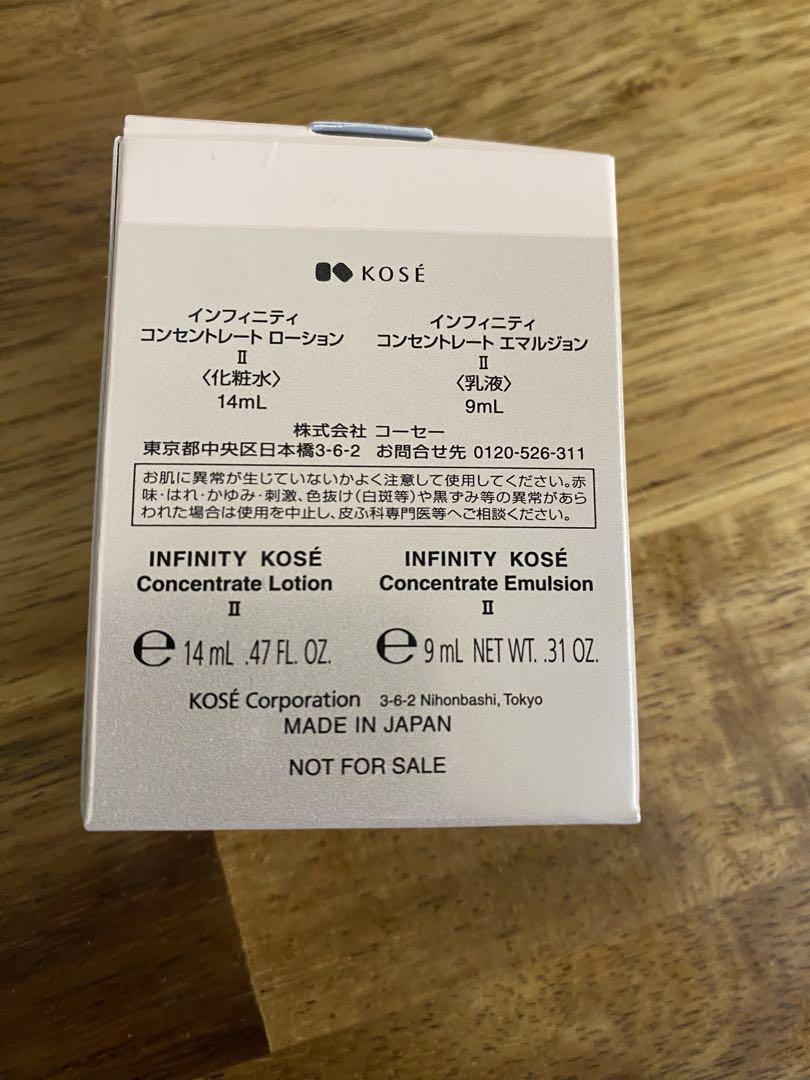 KOSÉ
インフィニティ
コンセントレート ローション
Ⅱ
〈化粧水〉
14mL
インフィニティ
コンセントレート エマルジョン
Ⅱ
〈乳液〉
9mL
株式会社 コーセー
東京都中央区日本橋3-6-2 お問合せ先 0120-526-311
お肌に異常が生じていないかよく注意して使用してください。赤
味・はれ・かゆみ・刺激、色抜け(白斑等)や黒ずみ等の異常があら
われた場合は使用を中止し、皮ふ科専門医等へご相談ください。
INFINITY KOSÉ
Concentrate Lotion
Ⅱ
℮ 14 mL .47 FL. OZ.
INFINITY KOSÉ
Concentrate Emulsion
Ⅱ
℮ 9 mL NET WT. .31 OZ.
KOSÉ Corporation 3-6-2 Nihonbashi, Tokyo
MADE IN JAPAN
NOT FOR SALE